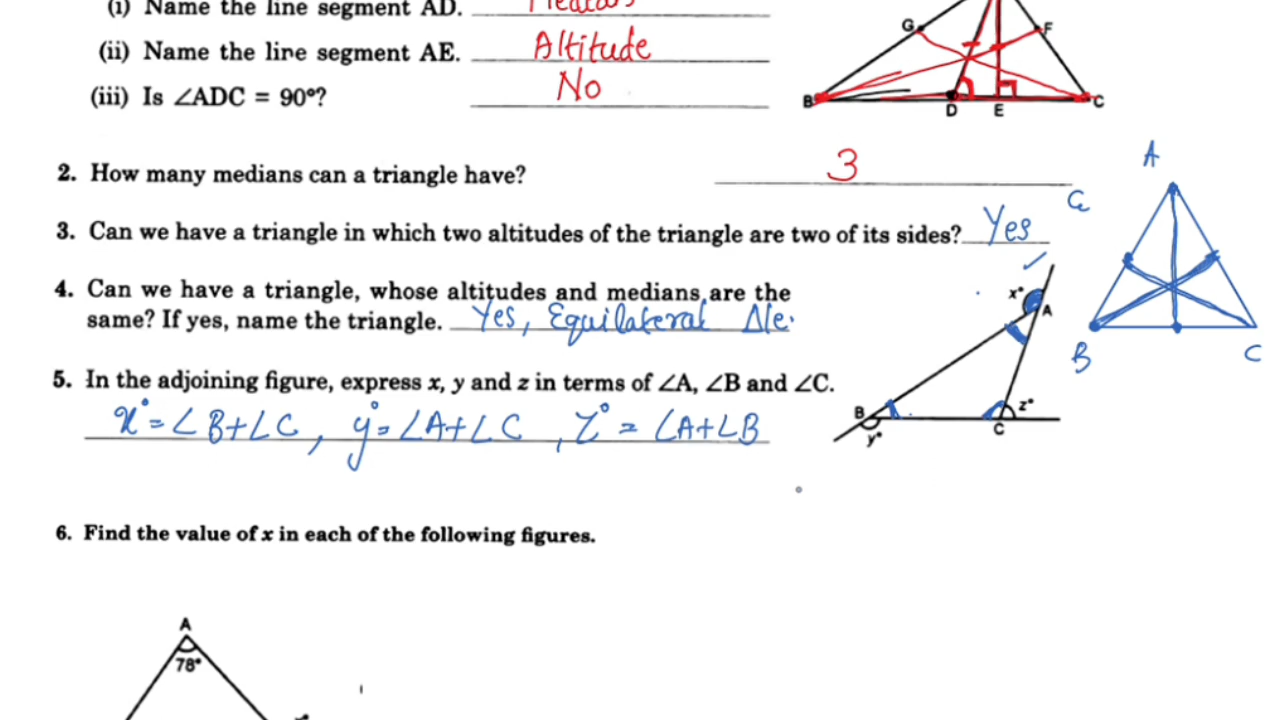 (i) Name the line segment AD. Median
(ii) Name the line segment AE. Altitude
(iii) Is ∠ADC = 90°? No
G F
B D E C
2. How many medians can a triangle have? 3
A
3. Can we have a triangle in which two altitudes of the triangle are two of its sides? Yes
4. Can we have a triangle, whose altitudes and medians are the
same? If yes, name the triangle. Yes, Equilateral Δle.
x° A
B C
5. In the adjoining figure, express x, y and z in terms of ∠A, ∠B and ∠C.
x° = ∠B+∠C, y° = ∠A+∠C, z° = ∠A+∠B
B z°
y° C
6. Find the value of x in each of the following figures.
A
78°